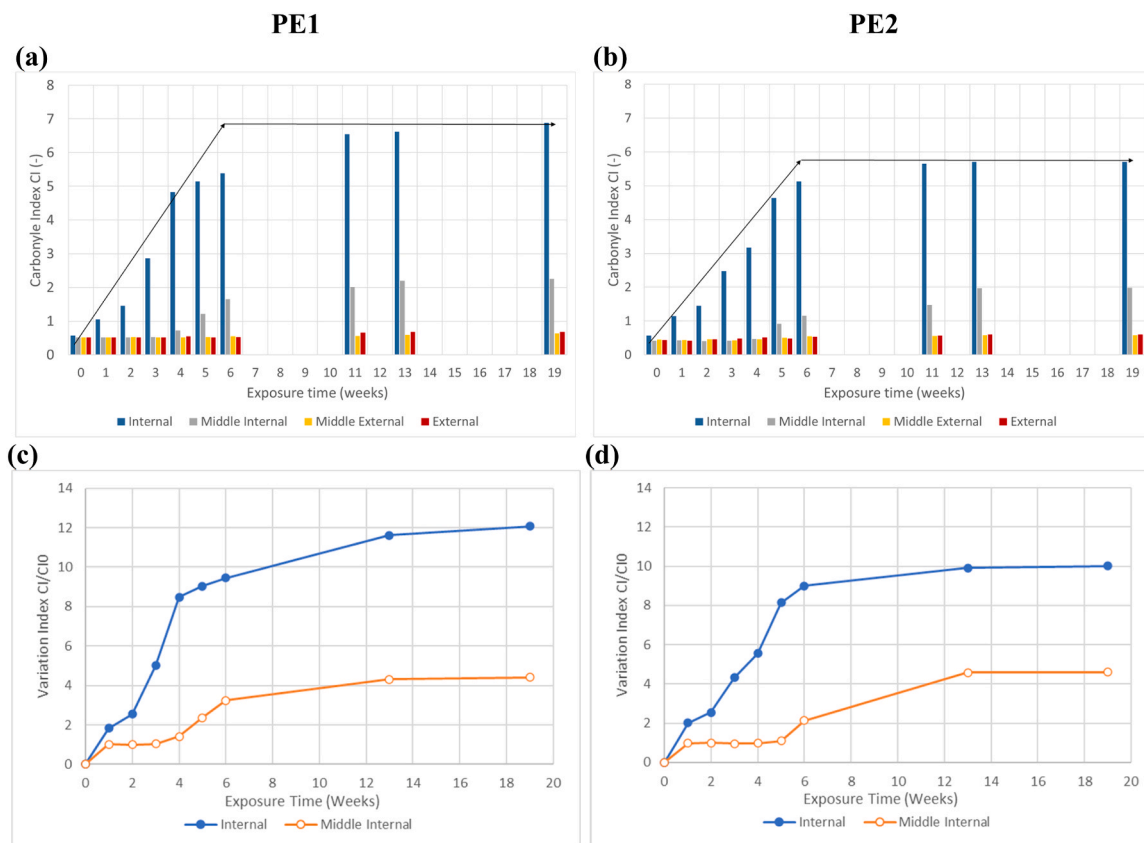 PE1
PE2
(a)
8
7
6
5
4
3
2
1
0
Carbonyle Index CI (-)
0 1 2 3 4 5 6 7 8 9 10 11 12 13 14 15 16 17 18 19
Exposure time (weeks)
Internal Middle Internal Middle External External
(b)
8
7
6
5
4
3
2
1
0
Carbonyle Index CI (-)
0 1 2 3 4 5 6 7 8 9 10 11 12 13 14 15 16 17 18 19
Exposure time (weeks)
Internal Middle Internal Middle External External
(c)
14
12
10
8
6
4
2
0
Variation Index CI/CI0
0 2 4 6 8 10 12 14 16 18 20
Exposure Time (Weeks)
Internal Middle Internal
(d)
14
12
10
8
6
4
2
0
Variation Index CI/CI0
0 2 4 6 8 10 12 14 16 18 20
Exposure Time (Weeks)
Internal Middle Internal